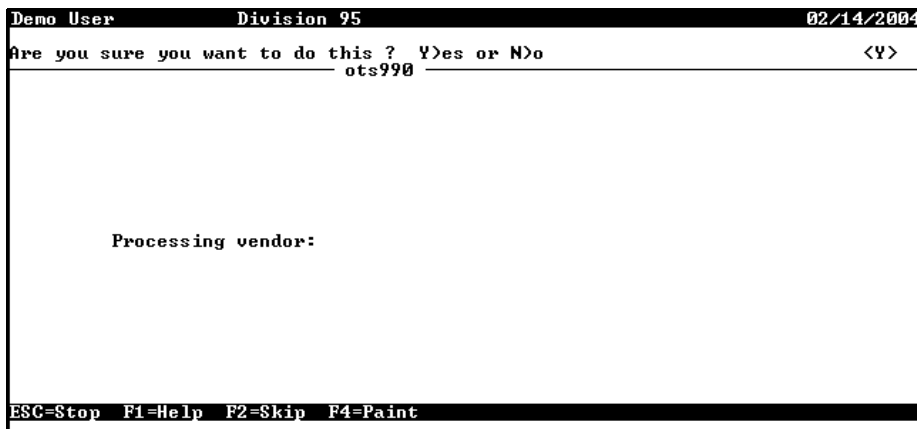 Demo User Division 95 02/14/2004
Are you sure you want to do this ? Y)es or N)o <Y>
ots990
Processing vendor:
ESC=Stop F1=Help F2=Skip F4=Paint